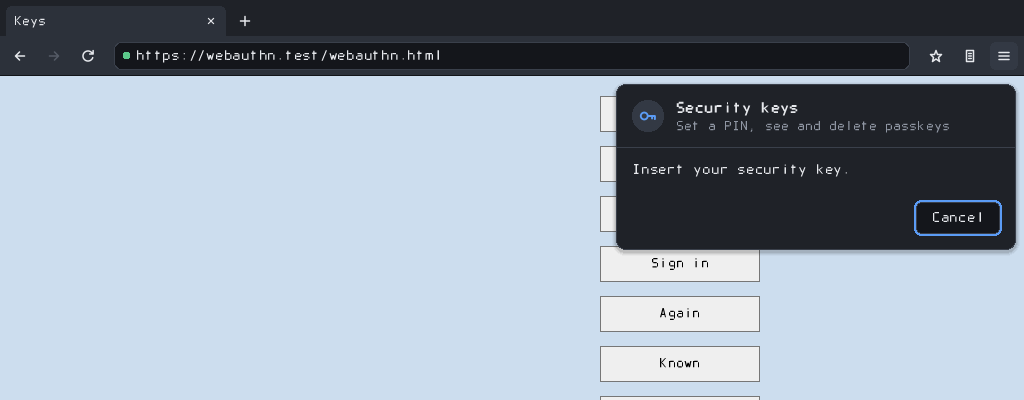 Keys
https://webauthn.test/webauthn.html
Security keys
Set a PIN, see and delete passkeys
Insert your security key.
Cancel
Sign in
Again
Known